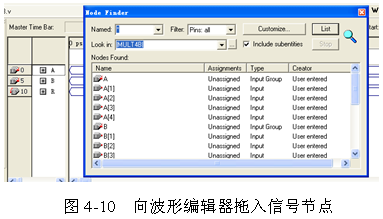 l.v
Node Finder
Master Time Bar:
0 ps
Named:
Filter: Pins: all
Customize...
List
Look in: |MULT4B|
...
Include subentities
Stop
Nodes Found:
Name Assignments Type Creator
A Unassigned Input Group User entered
A[1] Unassigned Input User entered
A[2] Unassigned Input User entered
A[3] Unassigned Input User entered
A[4] Unassigned Input User entered
B Unassigned Input Group User entered
B[1] Unassigned Input User entered
B[2] Unassigned Input User entered
B[3] Unassigned Input User entered
0 A
5 B
10 R
图 4-10 向波形编辑器拖入信号节点